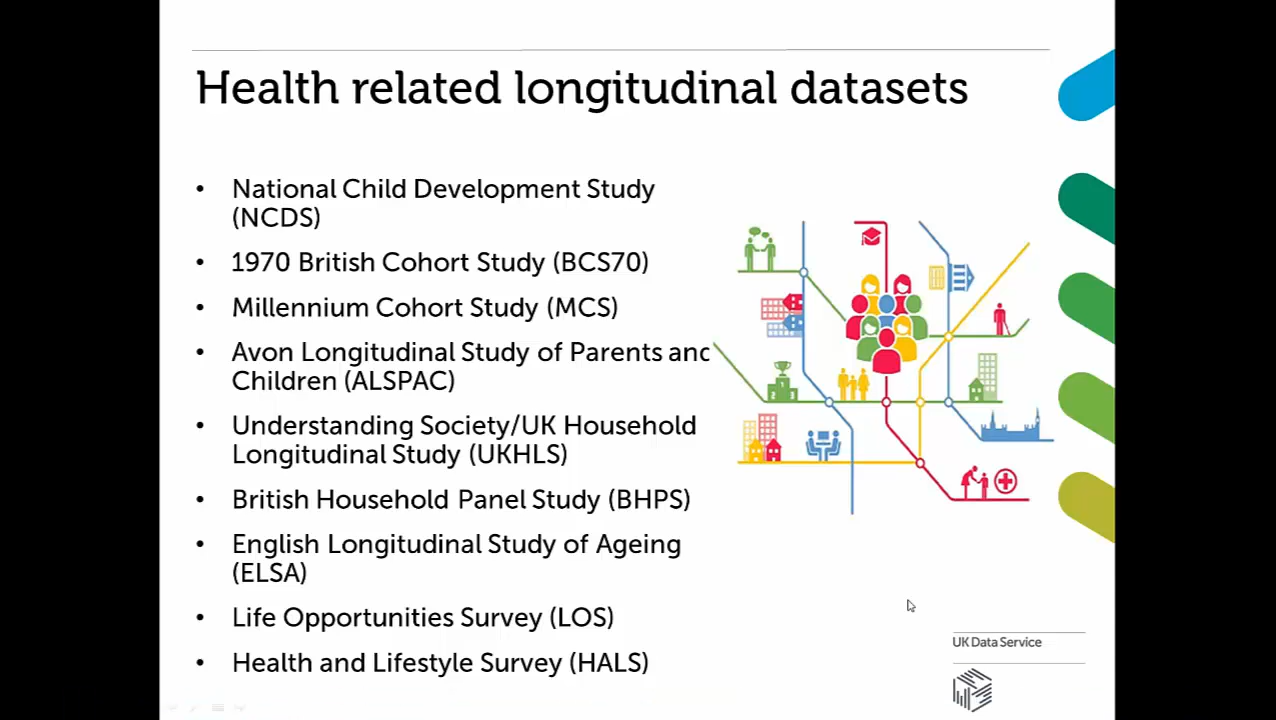 Health related longitudinal datasets
• National Child Development Study
(NCDS)
• 1970 British Cohort Study (BCS70)
• Millennium Cohort Study (MCS)
• Avon Longitudinal Study of Parents and
Children (ALSPAC)
• Understanding Society/UK Household
Longitudinal Study (UKHLS)
• British Household Panel Study (BHPS)
• English Longitudinal Study of Ageing
(ELSA)
• Life Opportunities Survey (LOS)
• Health and Lifestyle Survey (HALS)
UK Data Service